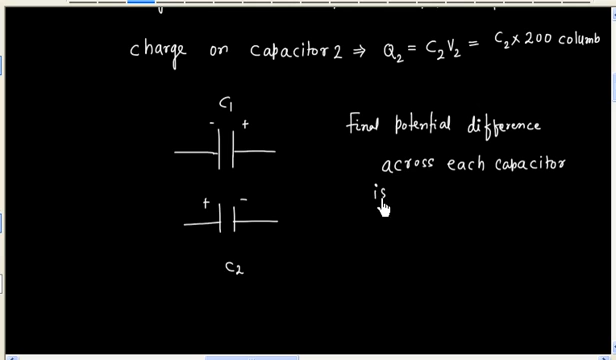 charge on capacitor 2 ⇒ Q2 = C2V2 = C2 × 200 columb
C1
- +
Final potential difference
across each capacitor
is
+ -
C2